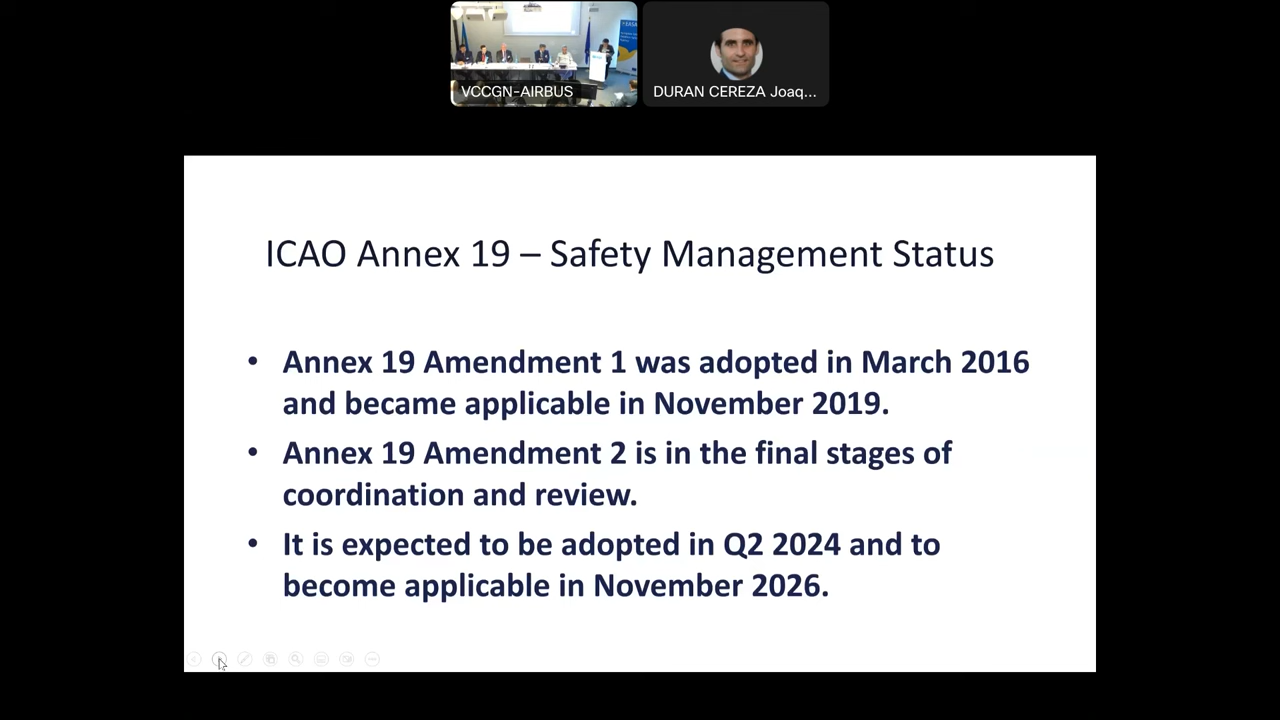 VCCGN-AIRBUS
DURAN CEREZA Joaq...
ICAO Annex 19 – Safety Management Status
• Annex 19 Amendment 1 was adopted in March 2016
and became applicable in November 2019.
• Annex 19 Amendment 2 is in the final stages of
coordination and review.
• It is expected to be adopted in Q2 2024 and to
become applicable in November 2026.